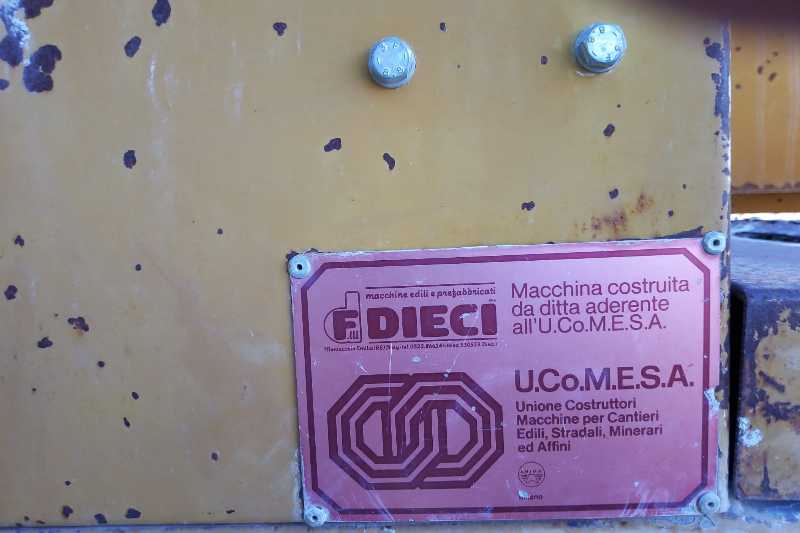 macchine edili e prefabbricati
F. DIECI
Macchina costruita
da ditta aderente
all'U.Co.M.E.S.A.
U.Co.M.E.S.A.
Unione Costruttori
Macchine per Cantieri
Edili, Stradali, Minerari
ed Affini
Milano